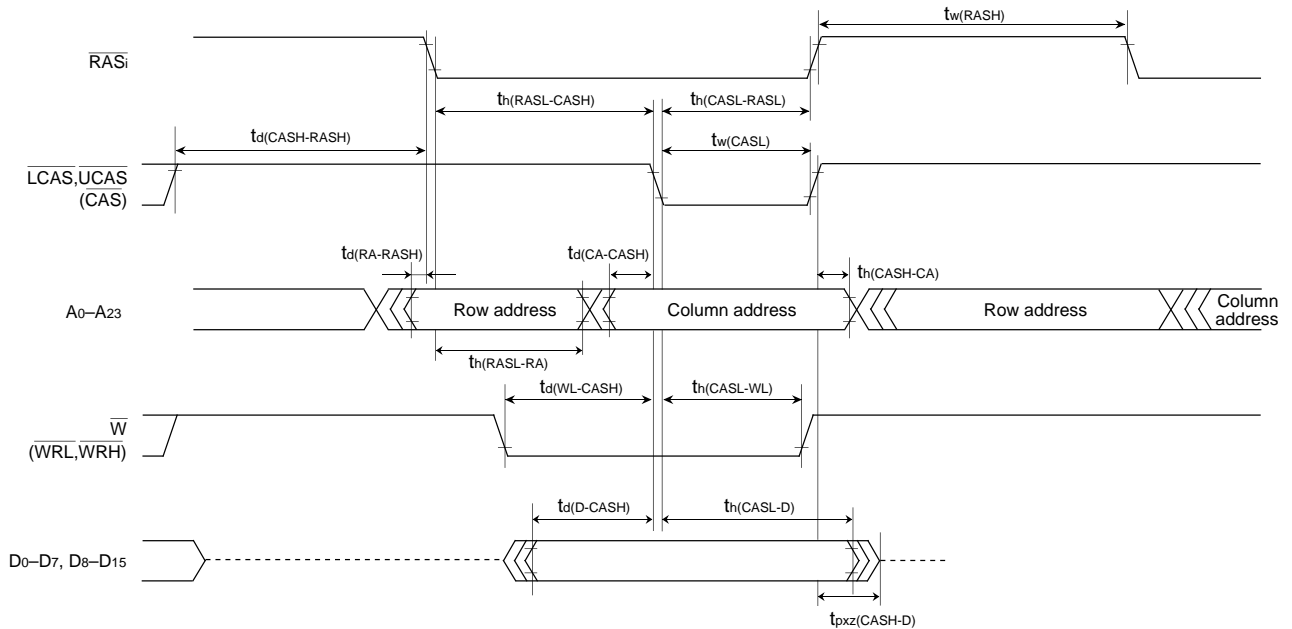 tw(RASH)
RASi
th(RASL-CASH)
th(CASL-RASL)
td(CASH-RASH)
tw(CASL)
LCAS,UCAS
(CAS)
td(RA-RASH)
td(CA-CASH)
th(CASH-CA)
A0–A23
Row address
Column address
Row address
Column
address
th(RASL-RA)
td(WL-CASH)
th(CASL-WL)
W
(WRL,WRH)
td(D-CASH)
th(CASL-D)
D0–D7, D8–D15
tpxz(CASH-D)